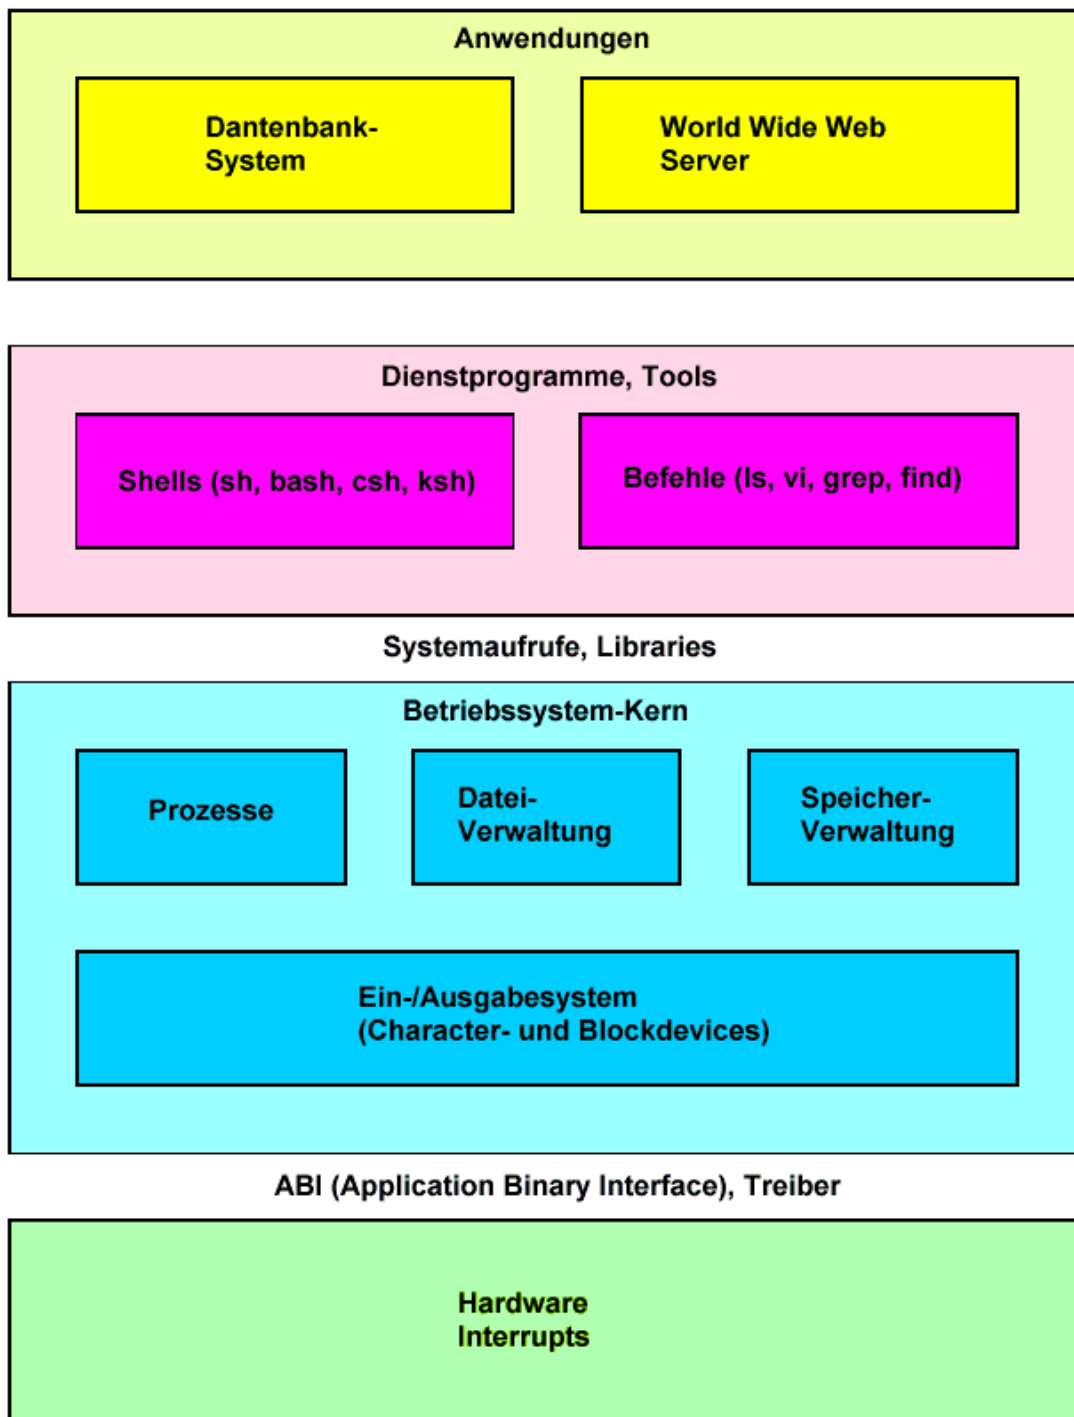 Anwendungen
Dantenbank-
System
World Wide Web
Server
Dienstprogramme, Tools
Shells (sh, bash, csh, ksh)
Befehle (ls, vi, grep, find)
Systemaufrufe, Libraries
Betriebssystem-Kern
Prozesse
Datei-
Verwaltung
Speicher-
Verwaltung
Ein-/Ausgabesystem
(Character- und Blockdevices)
ABI (Application Binary Interface), Treiber
Hardware
Interrupts